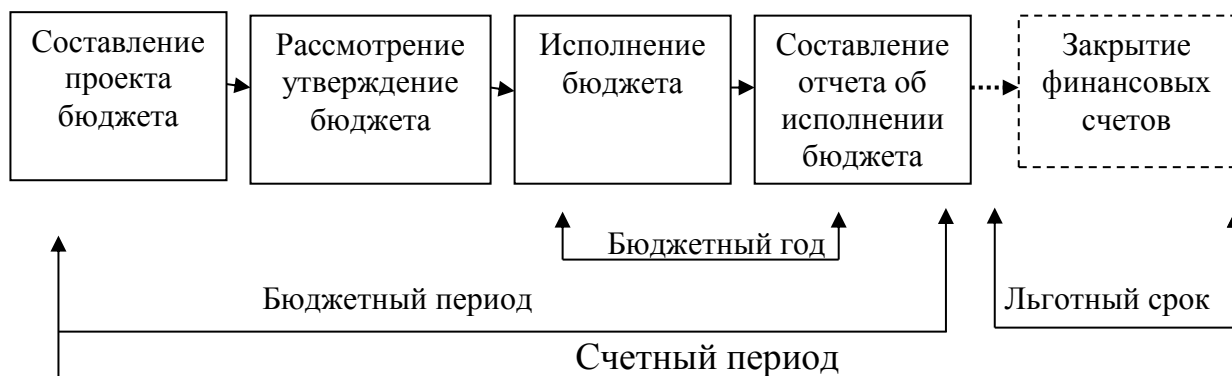 Составление
проекта
бюджета
Рассмотрение
утверждение
бюджета
Исполнение
бюджета
Составление
отчета об
исполнении
бюджета
Закрытие
финансовых
счетов
Бюджетный год
Бюджетный период
Льготный срок
Счетный период